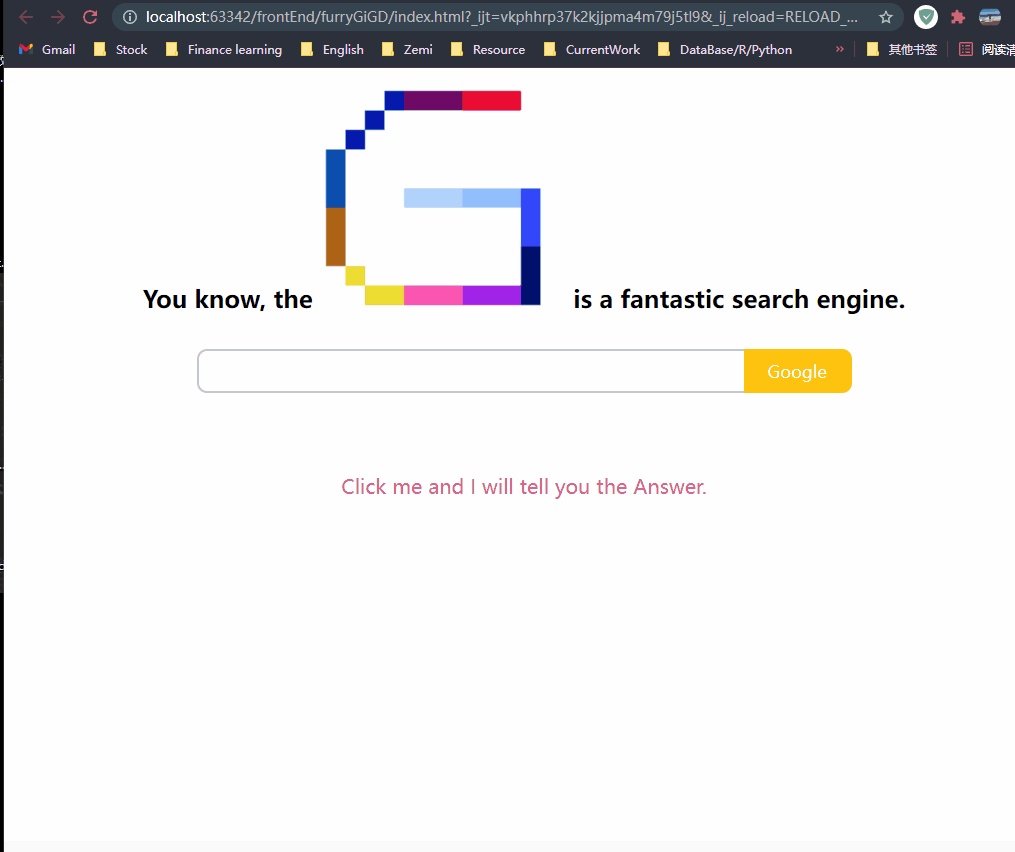 localhost:63342/frontEnd/furryGiGD/index.html?_ijt=vkphhrp37k2kjjpma4m79j5tl9&_ij_reload=RELOAD_...
Gmail Stock Finance learning English Zemi Resource CurrentWork DataBase/R/Python » 其他书签 阅读清
You know, the is a fantastic search engine.
Google
Click me and I will tell you the Answer.